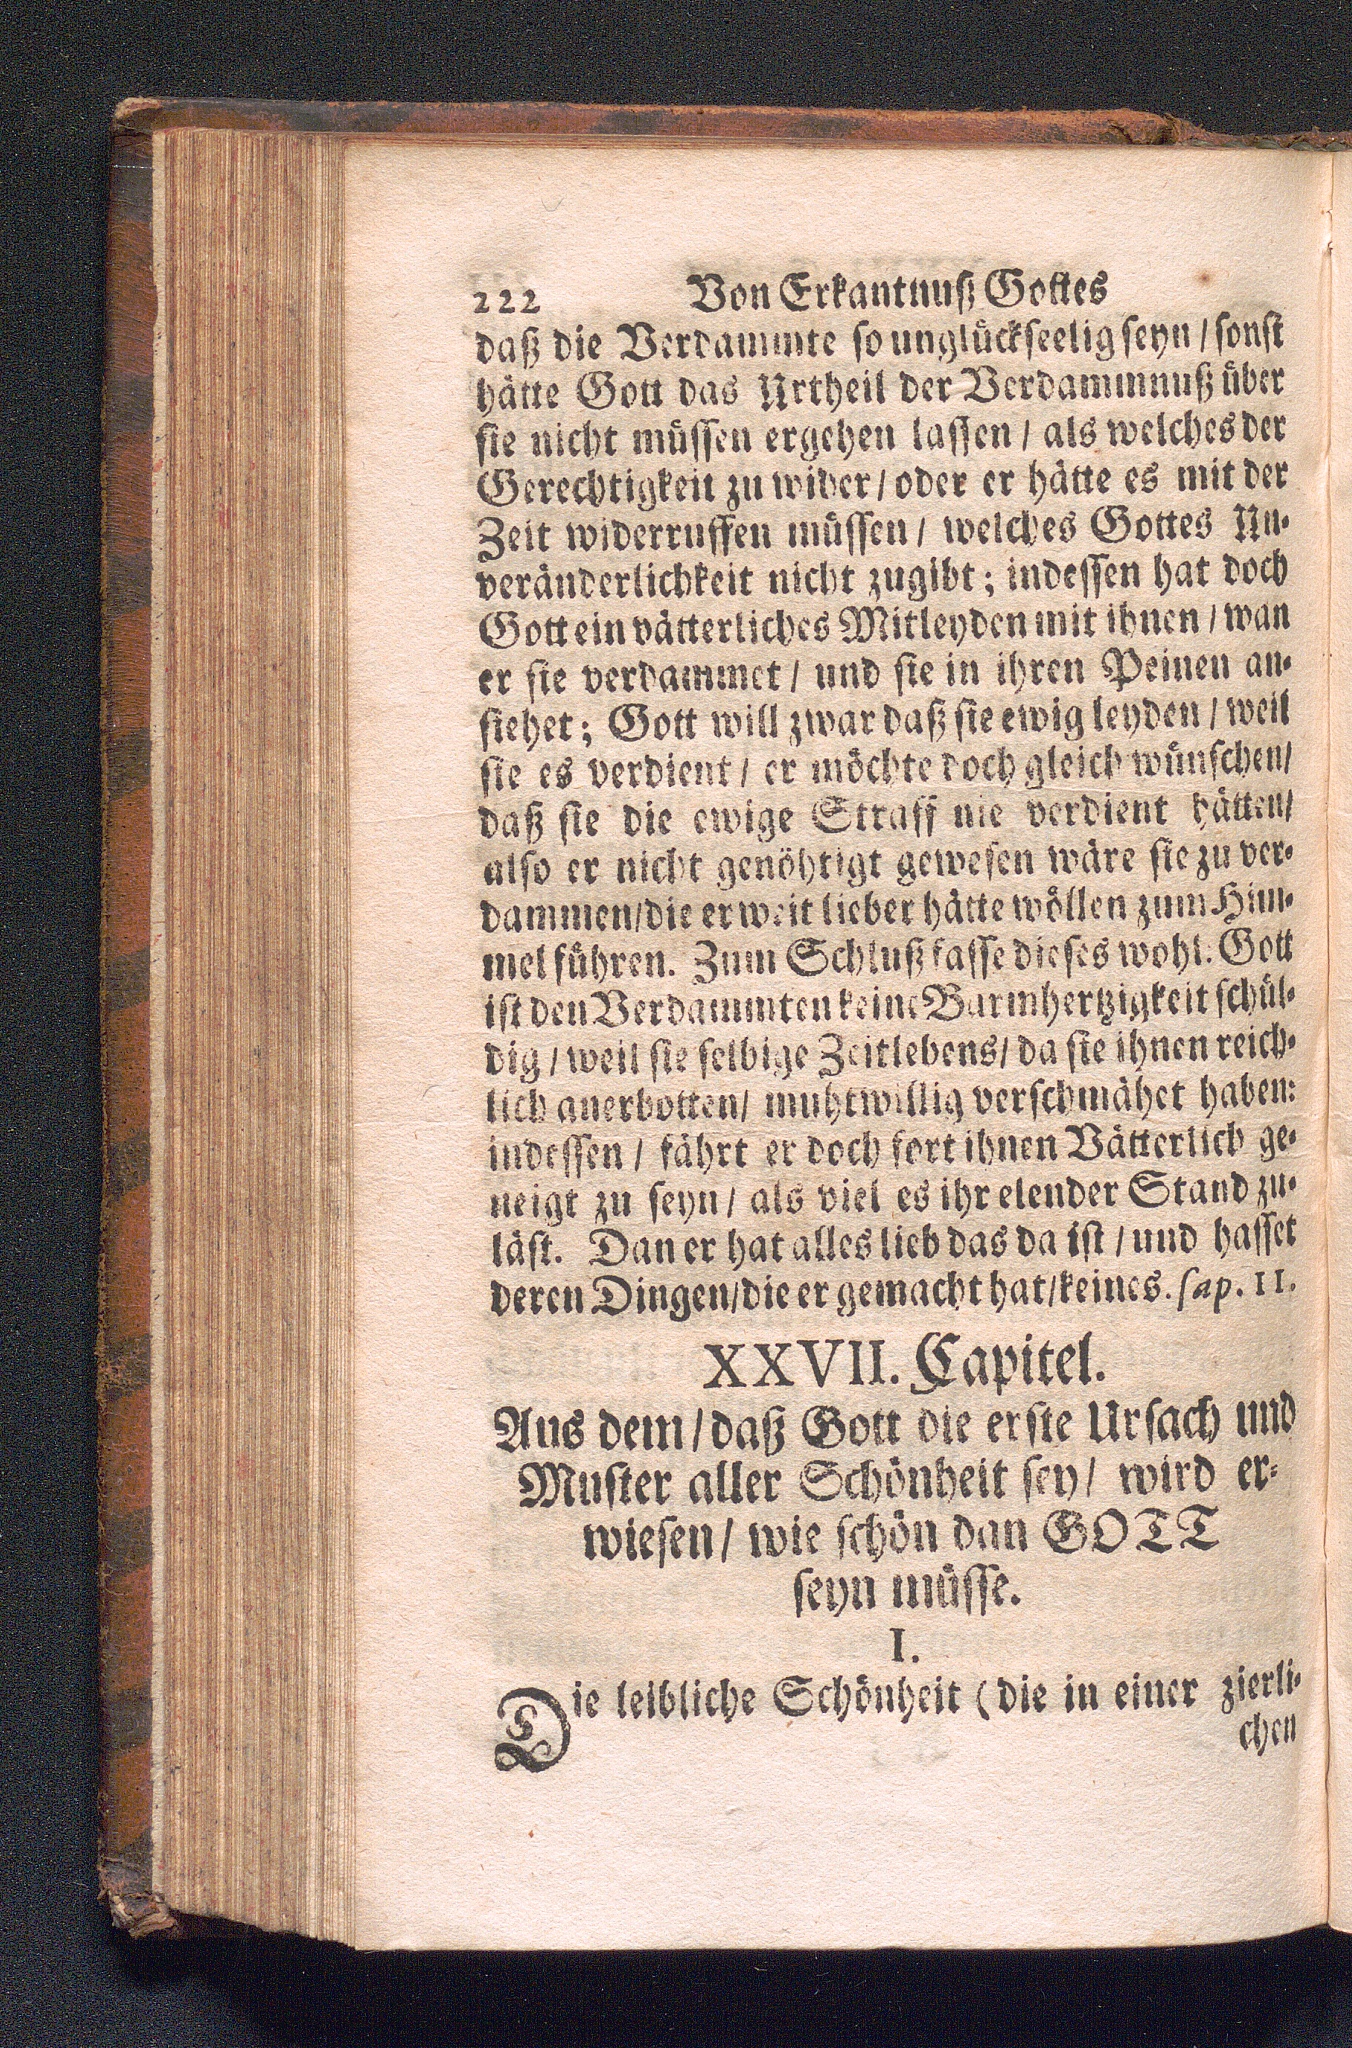 222 Von Erkantnuß Gottes
daß die Verdammte so unglückseelig seyn / sonst
hätte Gott das Urtheil der Verdammnuß über
sie nicht müssen ergehen lassen / als welches der
Gerechtigkeit zu wider / oder er hätte es mit der
Zeit widerruffen müssen / welches Gottes Un-
veränderlichkeit nicht zugibt ; indessen hat doch
Gott ein vätterliches Mitleyden mit ihnen / wan
er sie verdammet / und sie in ihren Peinen an-
siehet ; Gott will zwar daß sie ewig leyden / weil
sie es verdient / er möchte doch gleich wünschen /
daß sie die ewige Straff nie verdient hätten /
also er nicht genöhtigt gewesen wäre sie zu ver-
dammen / die er weit lieber hätte wöllen zum Him-
mel führen. Zum Schluß fasse dieses wohl. Gott
ist den Verdammten keine Barmhertzigkeit schül-
dig / weil sie selbige Zeitlebens / da sie ihnen reich-
lich anerbotten / muhtwillig verschmähet haben:
indessen / fährt er doch fort ihnen Vätterlich ge-
neigt zu seyn / als viel es ihr elender Stand zu-
läst. Dan er hat alles lieb das da ist / und hasset
deren Dingen / die er gemacht hat / keines. sap. 11.
XXVII. Capitel.
Aus dem / daß Gott die erste Ursach und
Muster aller Schönheit sey / wird er-
wiesen / wie schön dan GOTT
seyn müsse.
I.
Die leibliche Schönheit ( die in einer zierli-
chen